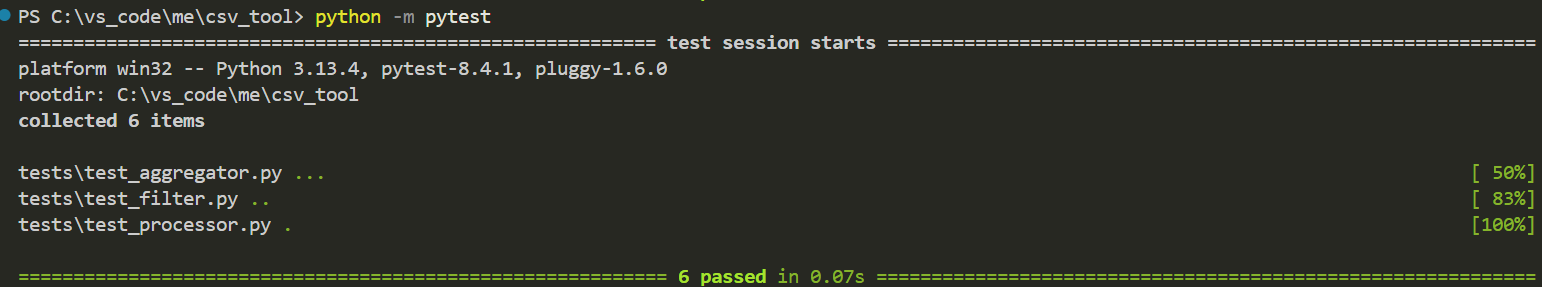 PS C:\vs_code\me\csv_tool> python -m pytest
========================================================== test session starts ===========================================================
platform win32 -- Python 3.13.4, pytest-8.4.1, pluggy-1.6.0
rootdir: C:\vs_code\me\csv_tool
collected 6 items
tests\test_aggregator.py ... [ 50%]
tests\test_filter.py .. [ 83%]
tests\test_processor.py . [100%]
=========================================================== 6 passed in 0.07s ============================================================